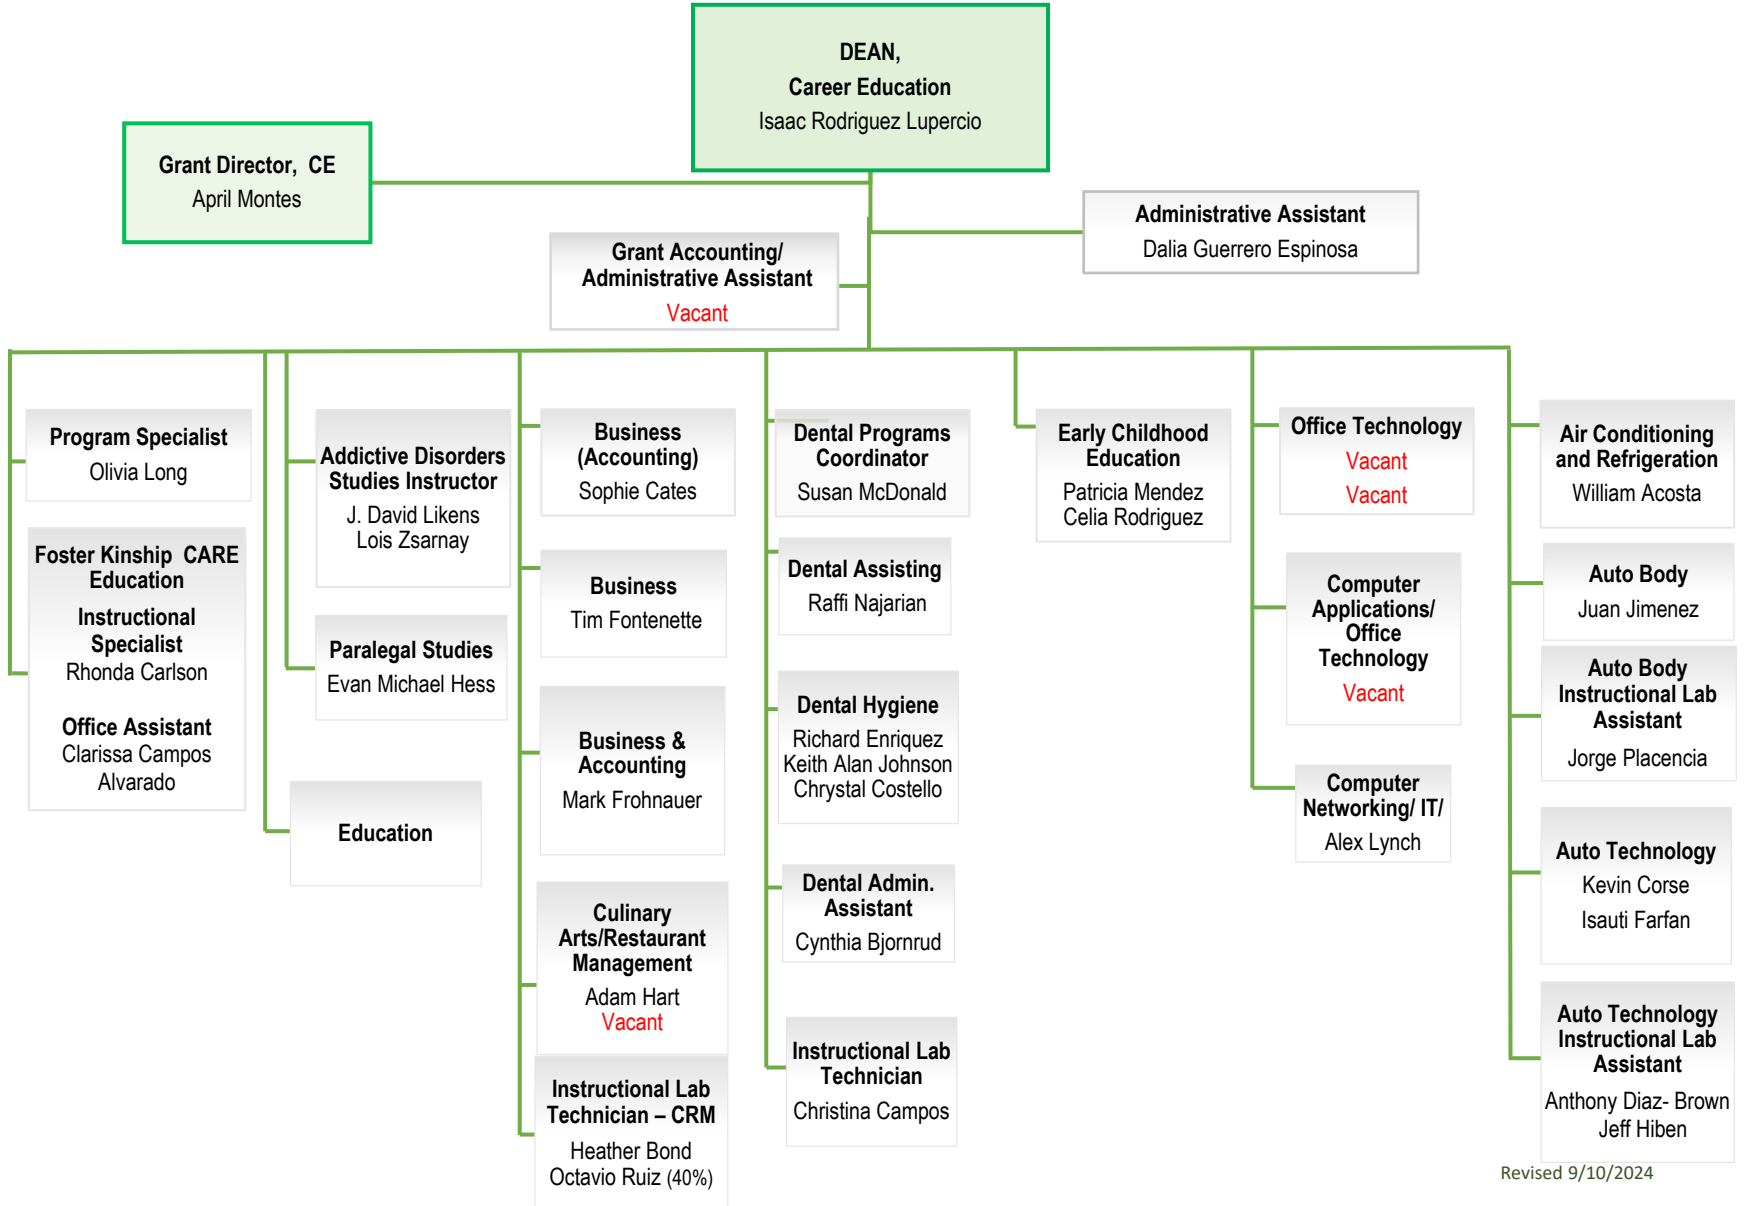 DEAN,
Career Education
Isaac Rodriguez Lupercio
Grant Director, CE
April Montes
Administrative Assistant
Dalia Guerrero Espinosa
Grant Accounting/
Administrative Assistant
Vacant
Program Specialist
Olivia Long
Foster Kinship CARE
Education
Instructional
Specialist
Rhonda Carlson
Office Assistant
Clarissa Campos
Alvarado
Addictive Disorders
Studies Instructor
J. David Likens
Lois Zsarnay
Paralegal Studies
Evan Michael Hess
Education
Business
(Accounting)
Sophie Cates
Business
Tim Fontenette
Business &
Accounting
Mark Frohnauer
Culinary
Arts/Restaurant
Management
Adam Hart
Vacant
Instructional Lab
Technician – CRM
Heather Bond
Octavio Ruiz (40%)
Dental Programs
Coordinator
Susan McDonald
Dental Assisting
Raffi Najarian
Dental Hygiene
Richard Enriquez
Keith Alan Johnson
Chrystal Costello
Dental Admin.
Assistant
Cynthia Bjornrud
Instructional Lab
Technician
Christina Campos
Early Childhood
Education
Patricia Mendez
Celia Rodriguez
Office Technology
Vacant
Vacant
Computer
Applications/
Office
Technology
Vacant
Computer
Networking/ IT/
Alex Lynch
Air Conditioning
and Refrigeration
William Acosta
Auto Body
Juan Jimenez
Auto Body
Instructional Lab
Assistant
Jorge Placencia
Auto Technology
Kevin Corse
Isauti Farfan
Auto Technology
Instructional Lab
Assistant
Anthony Diaz- Brown
Jeff Hiben
Revised 9/10/2024